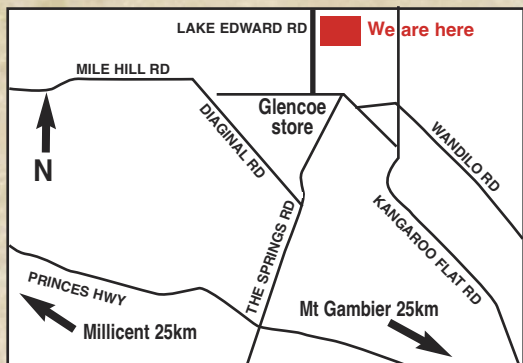 LAKE EDWARD RD
We are here
MILE HILL RD
Glencoe
store
DIAGINAL RD
WANDILO RD
N
KANGAROO FLAT RD
THE SPRINGS RD
PRINCES HWY
Mt Gambier 25km
Millicent 25km